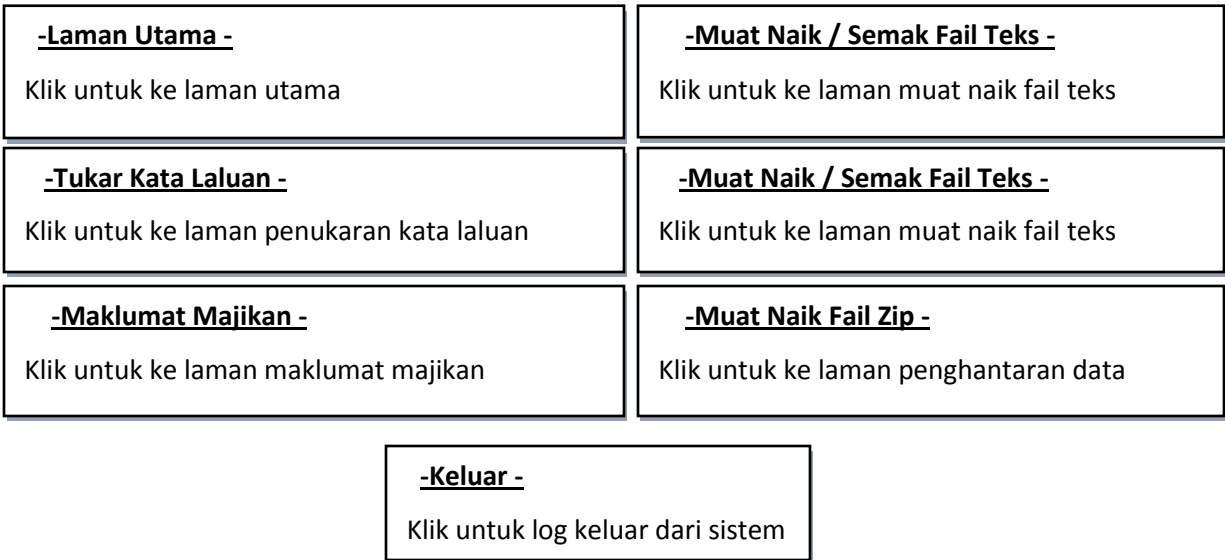 -Laman Utama -
Klik untuk ke laman utama
-Muat Naik / Semak Fail Teks -
Klik untuk ke laman muat naik fail teks
-Tukar Kata Laluan -
Klik untuk ke laman penukaran kata laluan
-Muat Naik / Semak Fail Teks -
Klik untuk ke laman muat naik fail teks
-Maklumat Majikan -
Klik untuk ke laman maklumat majikan
-Muat Naik Fail Zip -
Klik untuk ke laman penghantaran data
-Keluar -
Klik untuk log keluar dari sistem